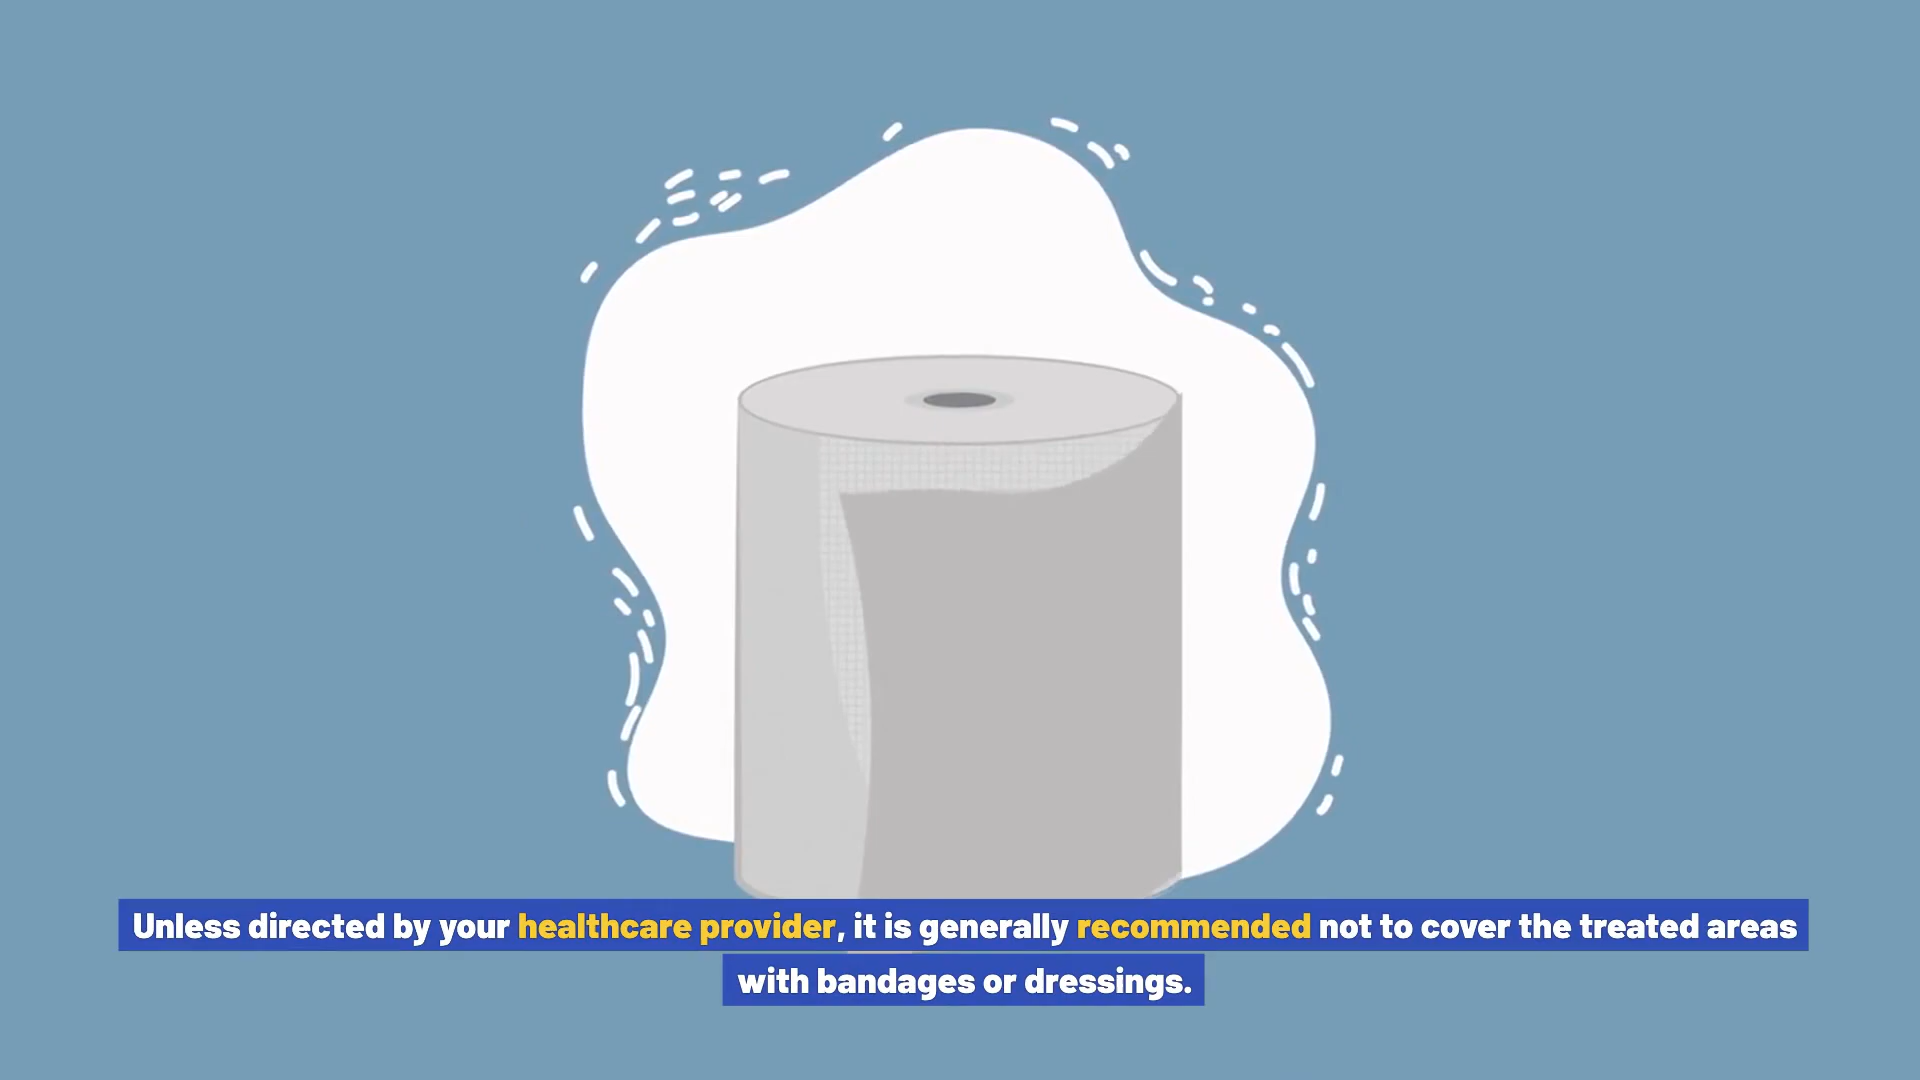 Unless directed by your healthcare provider, it is generally recommended not to cover the treated areas
with bandages or dressings.